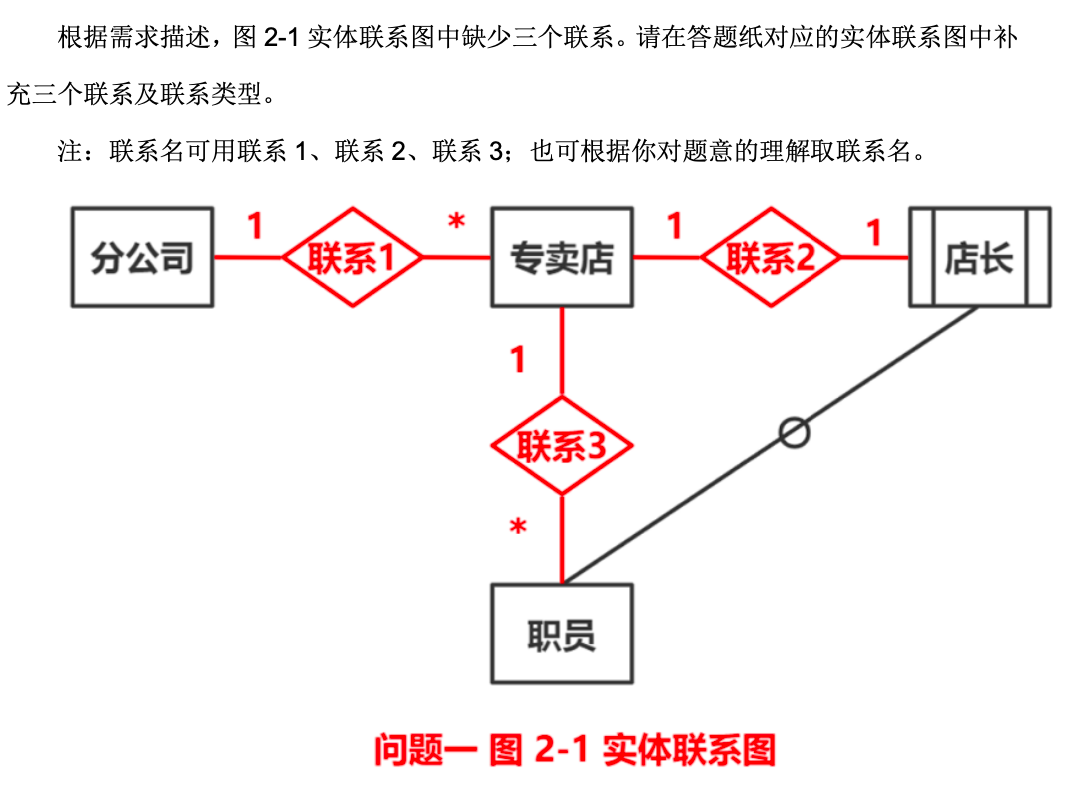 根据需求描述，图 2-1 实体联系图中缺少三个联系。请在答题纸对应的实体联系图中补
充三个联系及联系类型。
注：联系名可用联系 1、联系 2、联系 3；也可根据你对题意的理解取联系名。
分公司 1 联系1 * 专卖店 1 联系2 1 店长
1
联系3
*
职员
问题一 图 2-1 实体联系图